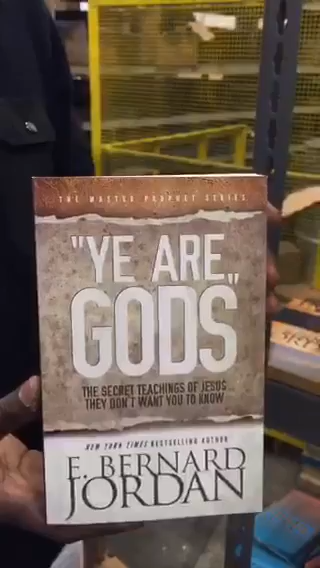 THE MASTER PROPHET SERIES
"YE ARE
GODS"
THE SECRET TEACHINGS OF JESUS
THEY DON'T WANT YOU TO KNOW
NEW YORK TIMES BESTSELLING AUTHOR
E. BERNARD
JORDAN